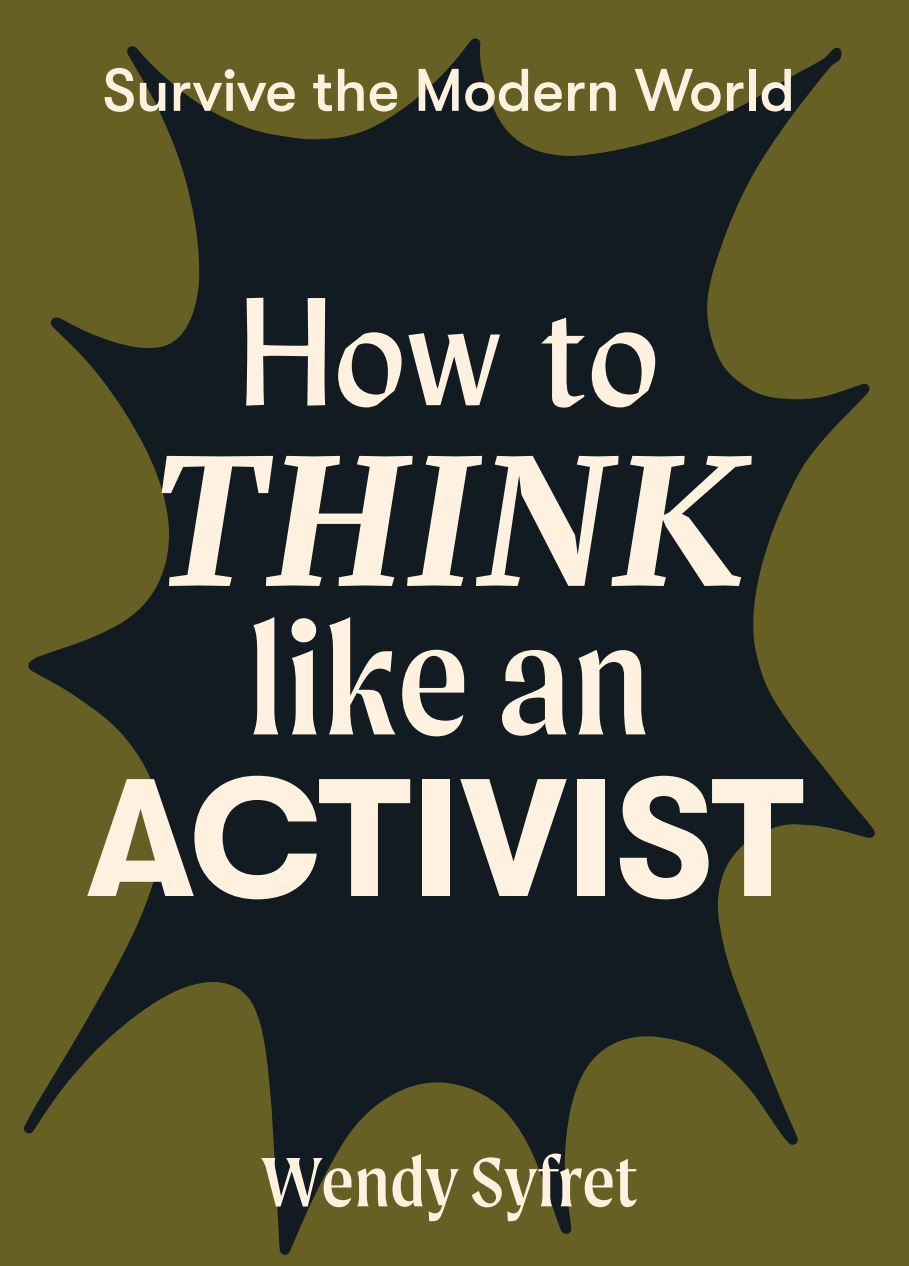 Survive the Modern World
How to
THINK
like an
ACTIVIST
Wendy Syfret